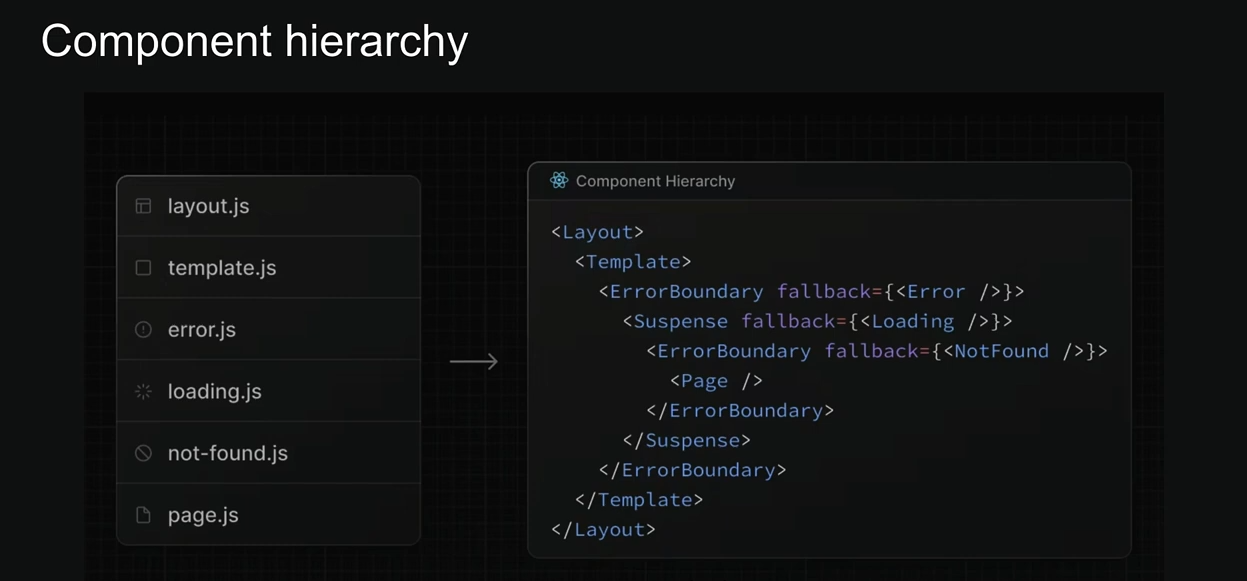 Component hierarchy
layout.js
template.js
error.js
loading.js
not-found.js
page.js
Component Hierarchy
<Layout>
<Template>
<ErrorBoundary fallback={<Error />}>
<Suspense fallback={<Loading />}>
<ErrorBoundary fallback={<NotFound />}>
<Page />
</ErrorBoundary>
</Suspense>
</ErrorBoundary>
</Template>
</Layout>